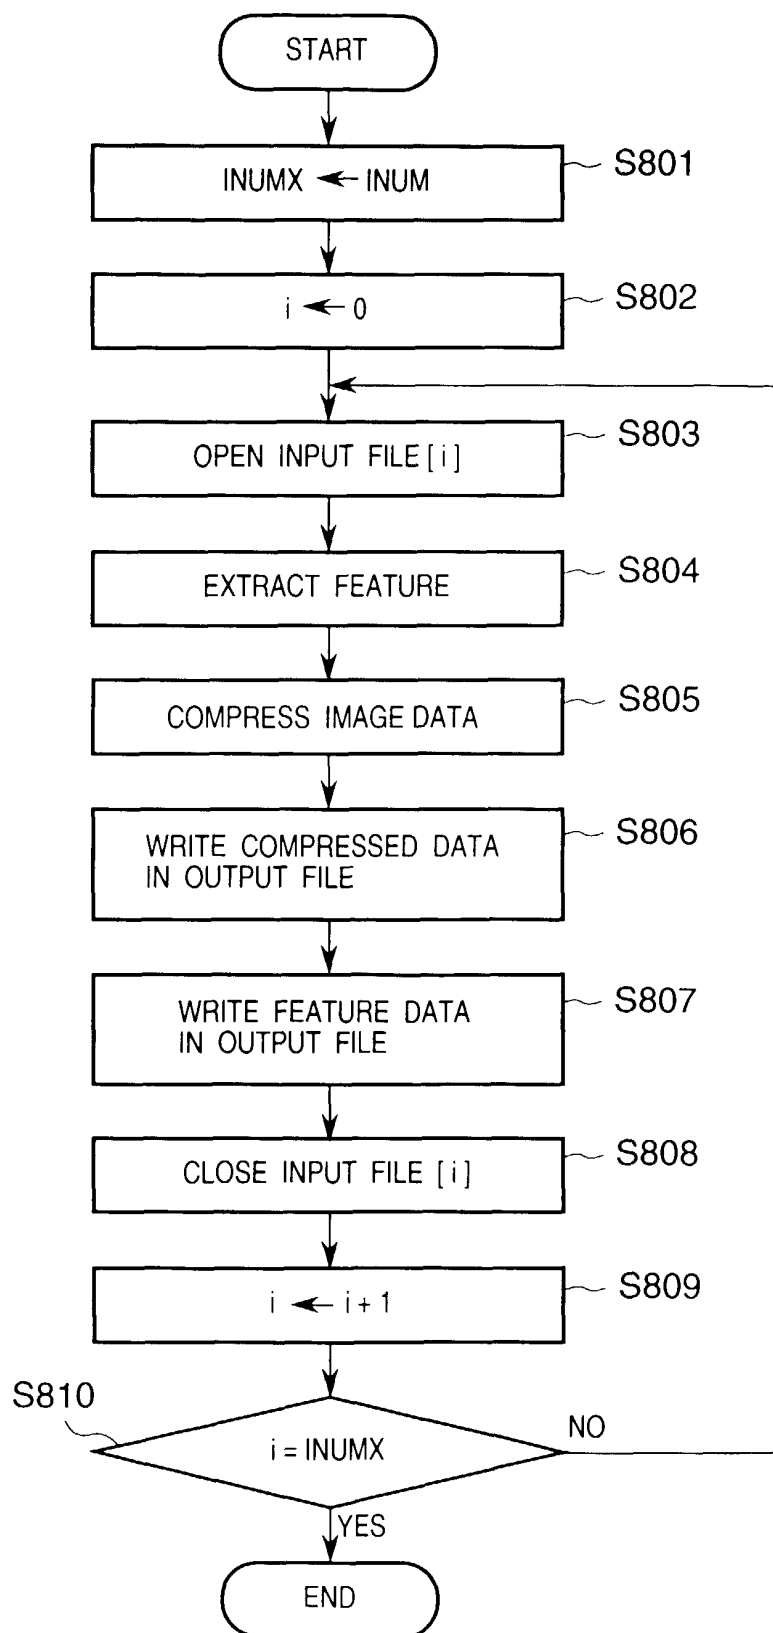 START
INUMX ← INUM
S801
i ← 0
S802
OPEN INPUT FILE [i]
S803
EXTRACT FEATURE
S804
COMPRESS IMAGE DATA
S805
WRITE COMPRESSED DATA
IN OUTPUT FILE
S806
WRITE FEATURE DATA
IN OUTPUT FILE
S807
CLOSE INPUT FILE [i]
S808
i ← i + 1
S809
S810
i = INUMX
NO
YES
END